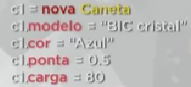 c1 = nova Caneta
c1.modelo = "BIC cristal"
c1.cor = "Azul"
c1.ponta = 0.5
c1.carga = 80